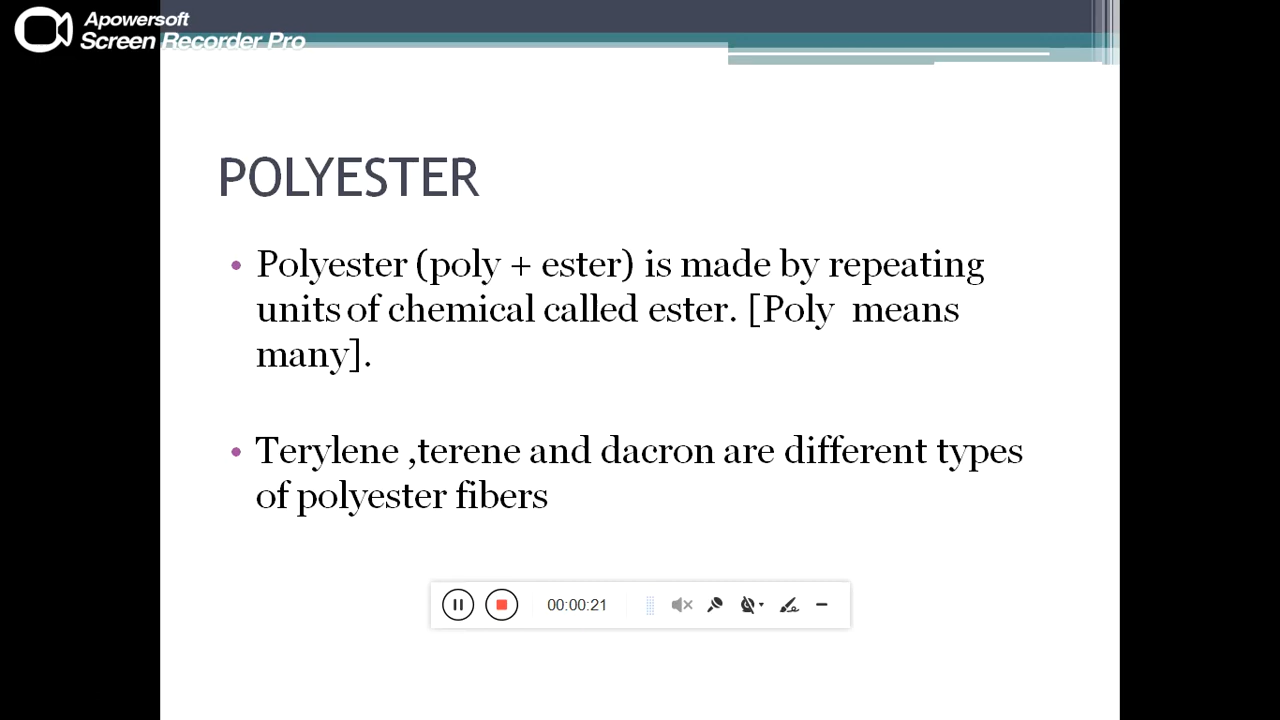 Apowersoft
Screen Recorder Pro
POLYESTER
• Polyester (poly + ester) is made by repeating
units of chemical called ester. [Poly means
many].
• Terylene ,terene and dacron are different types
of polyester fibers
00:00:21